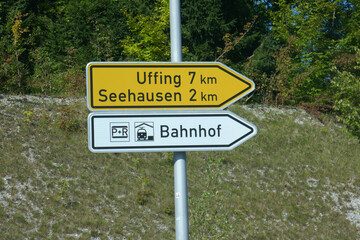 Uffing 7 km
Seehausen 2 km
P+R Bahnhof